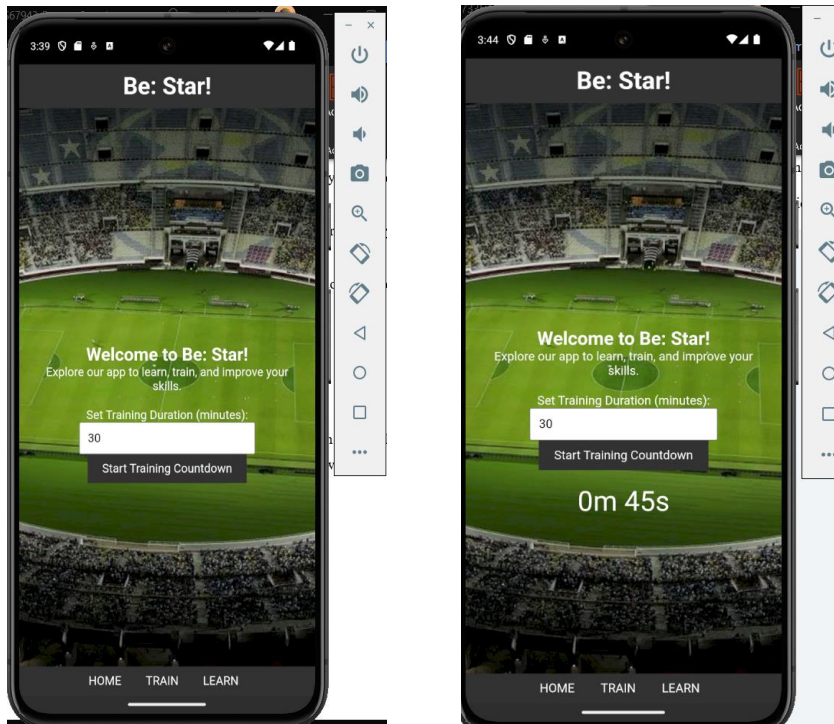 3:39
Be: Star!
Welcome to Be: Star!
Explore our app to learn, train, and improve your
skills.
Set Training Duration (minutes):
30
Start Training Countdown
HOME TRAIN LEARN
3:44
Be: Star!
Welcome to Be: Star!
Explore our app to learn, train, and improve your
skills.
Set Training Duration (minutes):
30
Start Training Countdown
0m 45s
HOME TRAIN LEARN